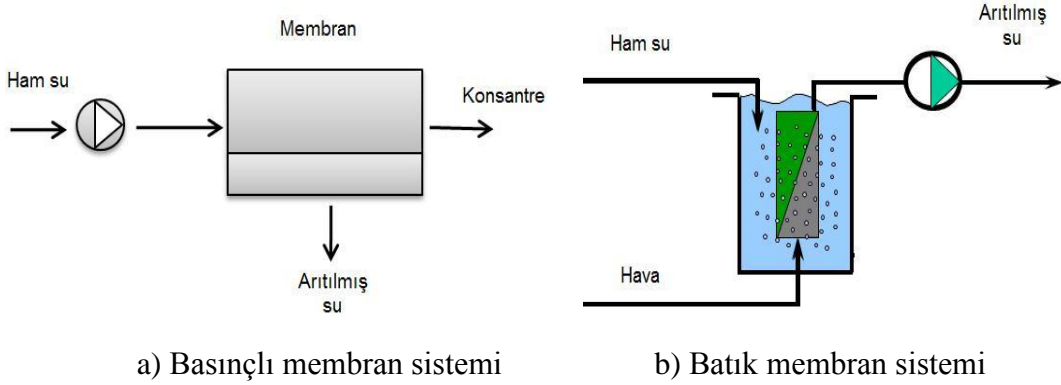 Membran
Ham su
Konsantre
Arıtılmış
su
a) Basınçlı membran sistemi
Arıtılmış
su
Ham su
Hava
b) Batık membran sistemi